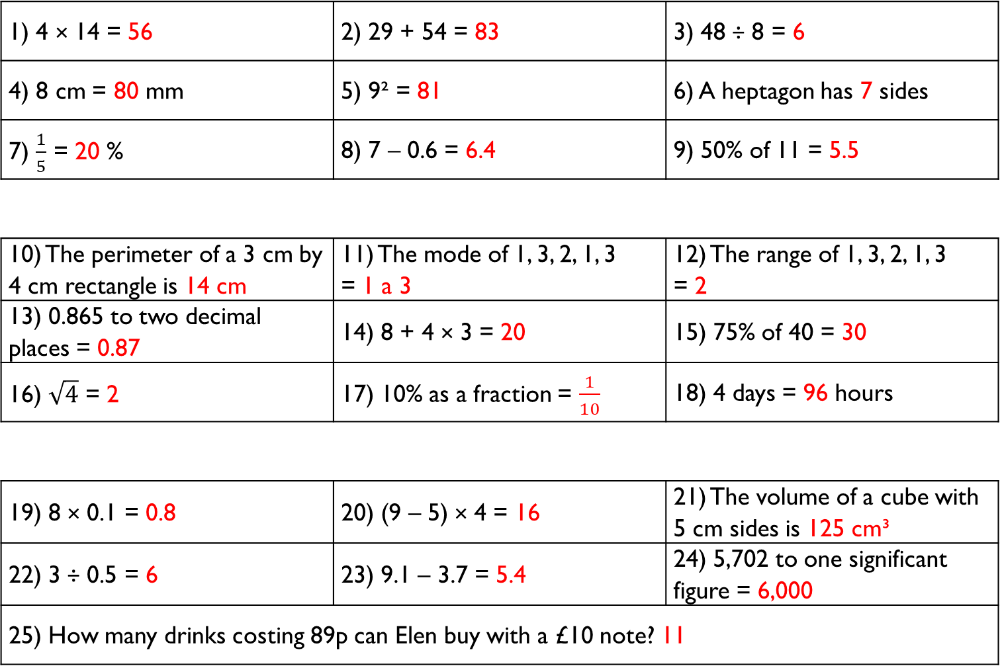 1) 4 × 14 = 56
2) 29 + 54 = 83
3) 48 ÷ 8 = 6
4) 8 cm = 80 mm
5) 9² = 81
6) A heptagon has 7 sides
7) 1/5 = 20 %
8) 7 – 0.6 = 6.4
9) 50% of 11 = 5.5
10) The perimeter of a 3 cm by
4 cm rectangle is 14 cm
11) The mode of 1, 3, 2, 1, 3
= 1 a 3
12) The range of 1, 3, 2, 1, 3
= 2
13) 0.865 to two decimal
places = 0.87
14) 8 + 4 × 3 = 20
15) 75% of 40 = 30
16) √4 = 2
17) 10% as a fraction = 1/10
18) 4 days = 96 hours
19) 8 × 0.1 = 0.8
20) (9 – 5) × 4 = 16
21) The volume of a cube with
5 cm sides is 125 cm³
22) 3 ÷ 0.5 = 6
23) 9.1 – 3.7 = 5.4
24) 5,702 to one significant
figure = 6,000
25) How many drinks costing 89p can Elen buy with a £10 note? 11